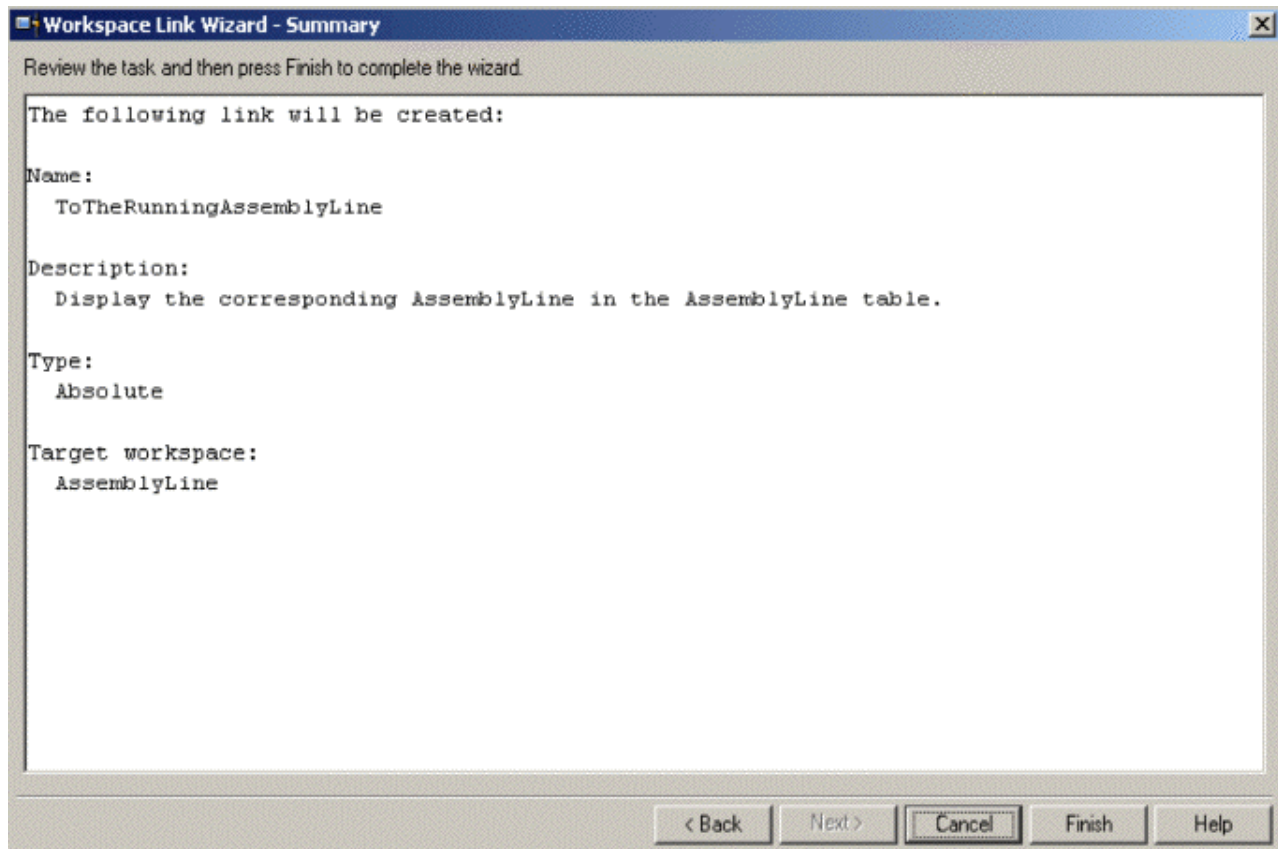 Workspace Link Wizard - Summary
Review the task and then press Finish to complete the wizard.
The following link will be created:
Name:
ToTheRunningAssemblyLine
Description:
Display the corresponding AssemblyLine in the AssemblyLine table.
Type:
Absolute
Target workspace:
AssemblyLine
< Back Next > Cancel Finish Help